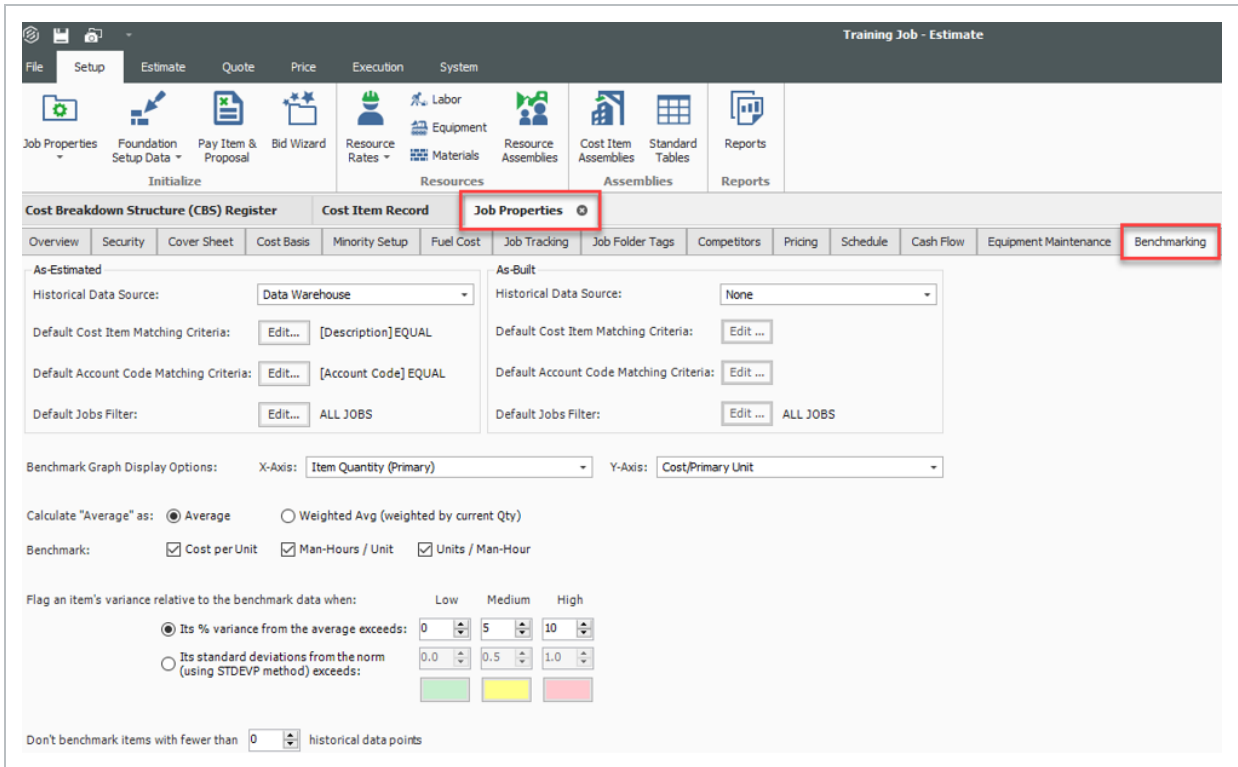 Training Job - Estimate
File Setup Estimate Quote Price Execution System
Job Properties Foundation Setup Data Pay Item & Proposal Bid Wizard Resource Rates Labor Equipment Materials Resource Assemblies Cost Item Assemblies Standard Tables Reports
Initialize Resources Assemblies Reports
Cost Breakdown Structure (CBS) Register Cost Item Record Job Properties
Overview Security Cover Sheet Cost Basis Minority Setup Fuel Cost Job Tracking Job Folder Tags Competitors Pricing Schedule Cash Flow Equipment Maintenance Benchmarking
As-Estimated
Historical Data Source: Data Warehouse
Default Cost Item Matching Criteria: Edit... [Description] EQUAL
Default Account Code Matching Criteria: Edit... [Account Code] EQUAL
Default Jobs Filter: Edit... ALL JOBS
As-Built
Historical Data Source: None
Default Cost Item Matching Criteria: Edit ...
Default Account Code Matching Criteria: Edit ...
Default Jobs Filter: Edit ... ALL JOBS
Benchmark Graph Display Options: X-Axis: Item Quantity (Primary) Y-Axis: Cost/Primary Unit
Calculate "Average" as: Average Weighted Avg (weighted by current Qty)
Benchmark: Cost per Unit Man-Hours / Unit Units / Man-Hour
Flag an item's variance relative to the benchmark data when: Low Medium High
Its % variance from the average exceeds: 0 5 10
Its standard deviations from the norm (using STDEVP method) exceeds: 0.0 0.5 1.0
Don't benchmark items with fewer than 0 historical data points